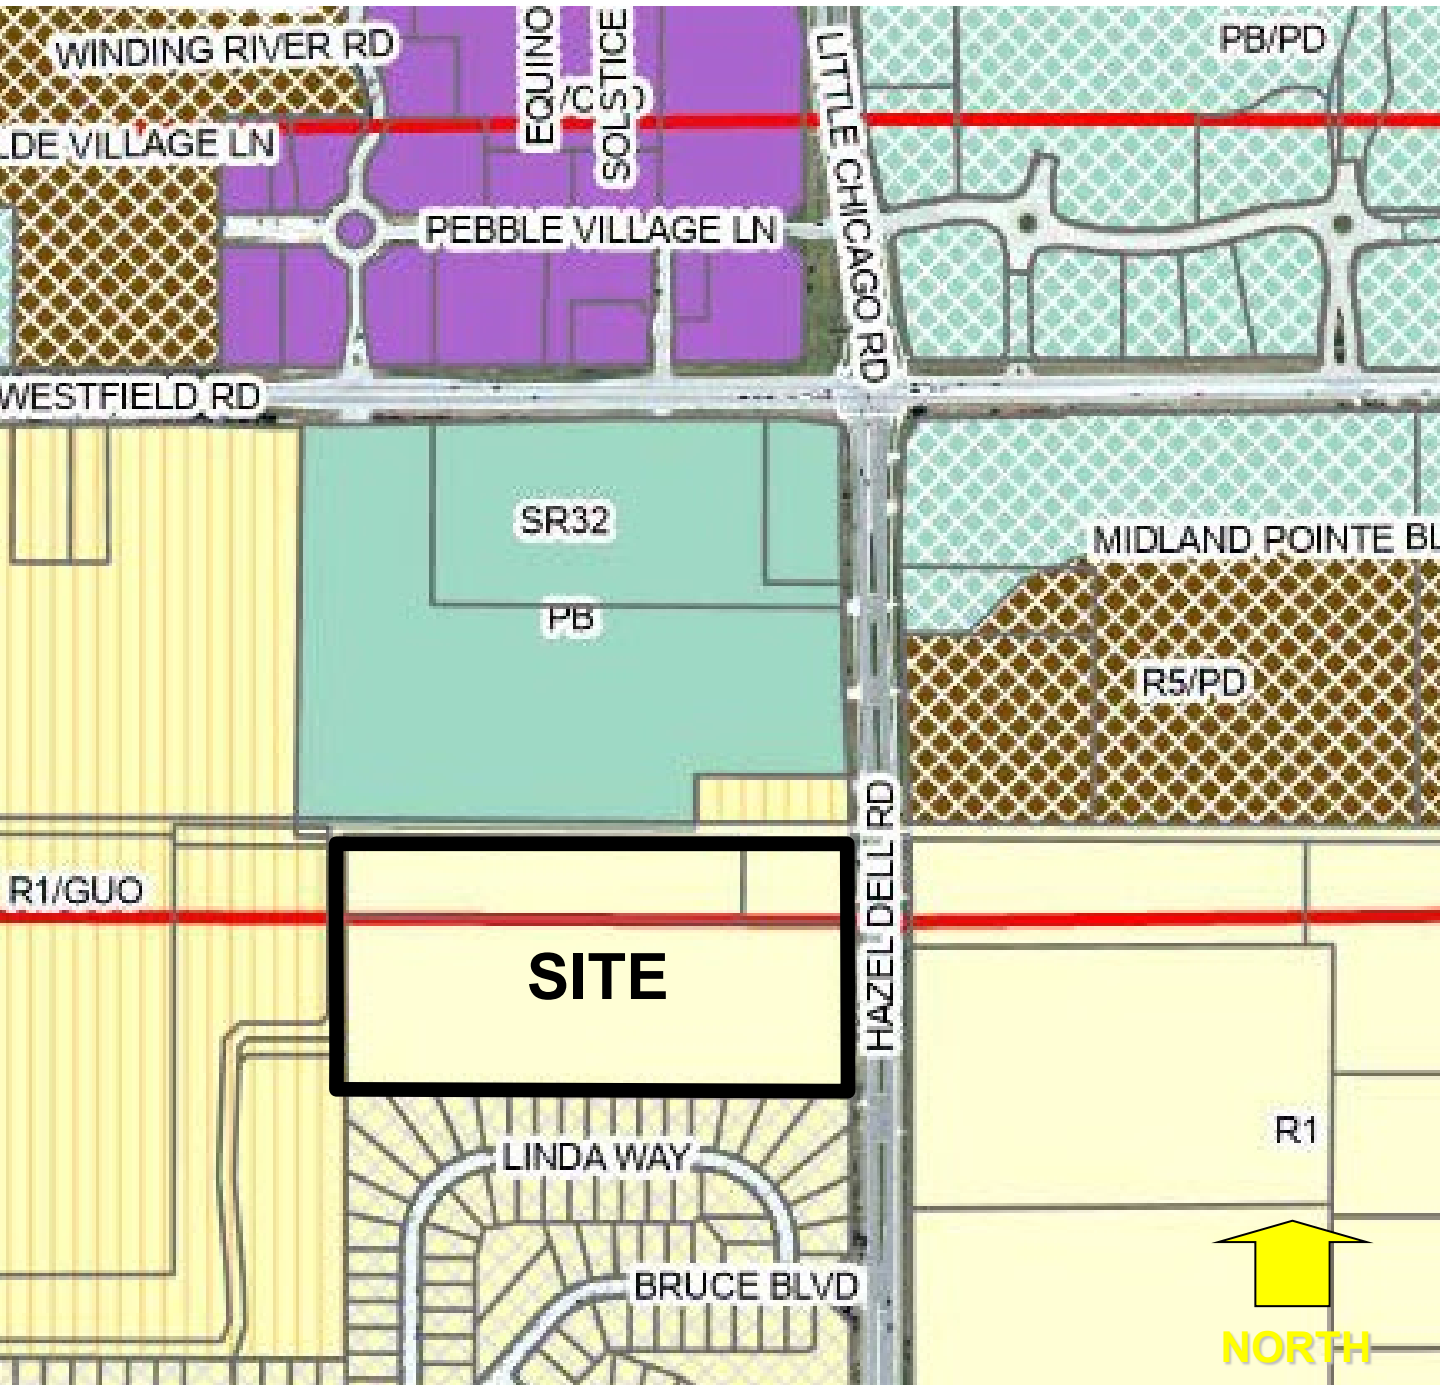 WINDING RIVER RD
EQUINO
SOLSTICE
LITTLE CHICAGO RD
PB/PD
LDE VILLAGE LN
PEBBLE VILLAGE LN
WESTFIELD RD
SR32
MIDLAND POINTE BL
PB
R5/PD
HAZEL DELL RD
R1/GUO
SITE
R1
LINDA WAY
BRUCE BLVD
NORTH